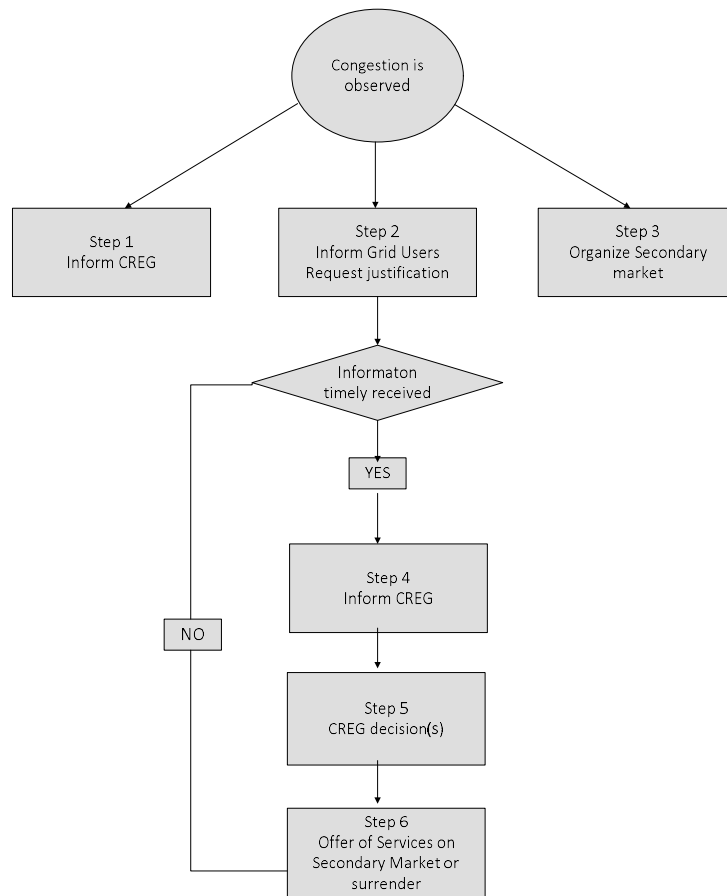 Congestion is
observed
Step 1
Inform CREG
Step 2
Inform Grid Users
Request justification
Step 3
Organize Secondary
market
Informaton
timely received
YES
Step 4
Inform CREG
NO
Step 5
CREG decision(s)
Step 6
Offer of Services on
Secondary Market or
surrender